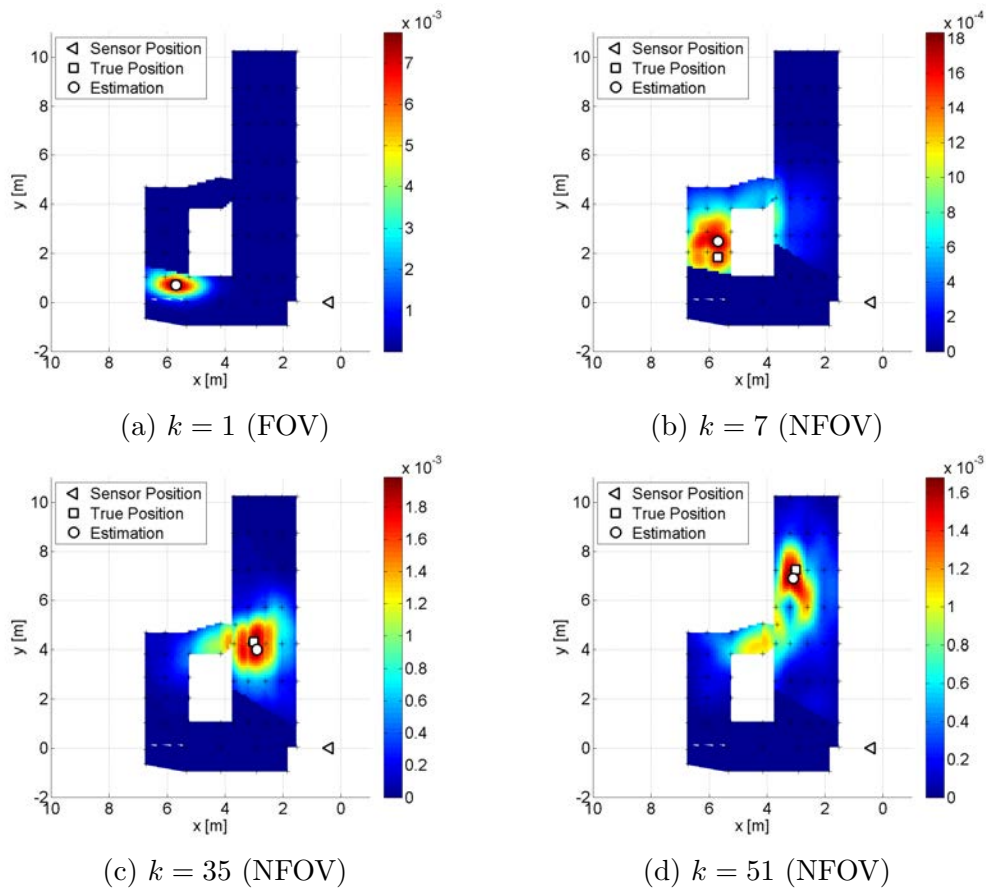 x 10⁻³
Sensor Position
True Position
Estimation
10
8
6
4
2
0
-2
y [m]
10 8 6 4 2 0
x [m]
7
6
5
4
3
2
1
(a) k = 1 (FOV)
x 10⁻⁴
Sensor Position
True Position
Estimation
10
8
6
4
2
0
-2
y [m]
10 8 6 4 2 0
x [m]
18
16
14
12
10
8
6
4
2
0
(b) k = 7 (NFOV)
x 10⁻³
Sensor Position
True Position
Estimation
10
8
6
4
2
0
-2
y [m]
10 8 6 4 2 0
x [m]
1.8
1.6
1.4
1.2
1
0.8
0.6
0.4
0.2
0
(c) k = 35 (NFOV)
x 10⁻³
Sensor Position
True Position
Estimation
10
8
6
4
2
0
-2
y [m]
10 8 6 4 2 0
x [m]
1.6
1.4
1.2
1
0.8
0.6
0.4
0.2
0
(d) k = 51 (NFOV)